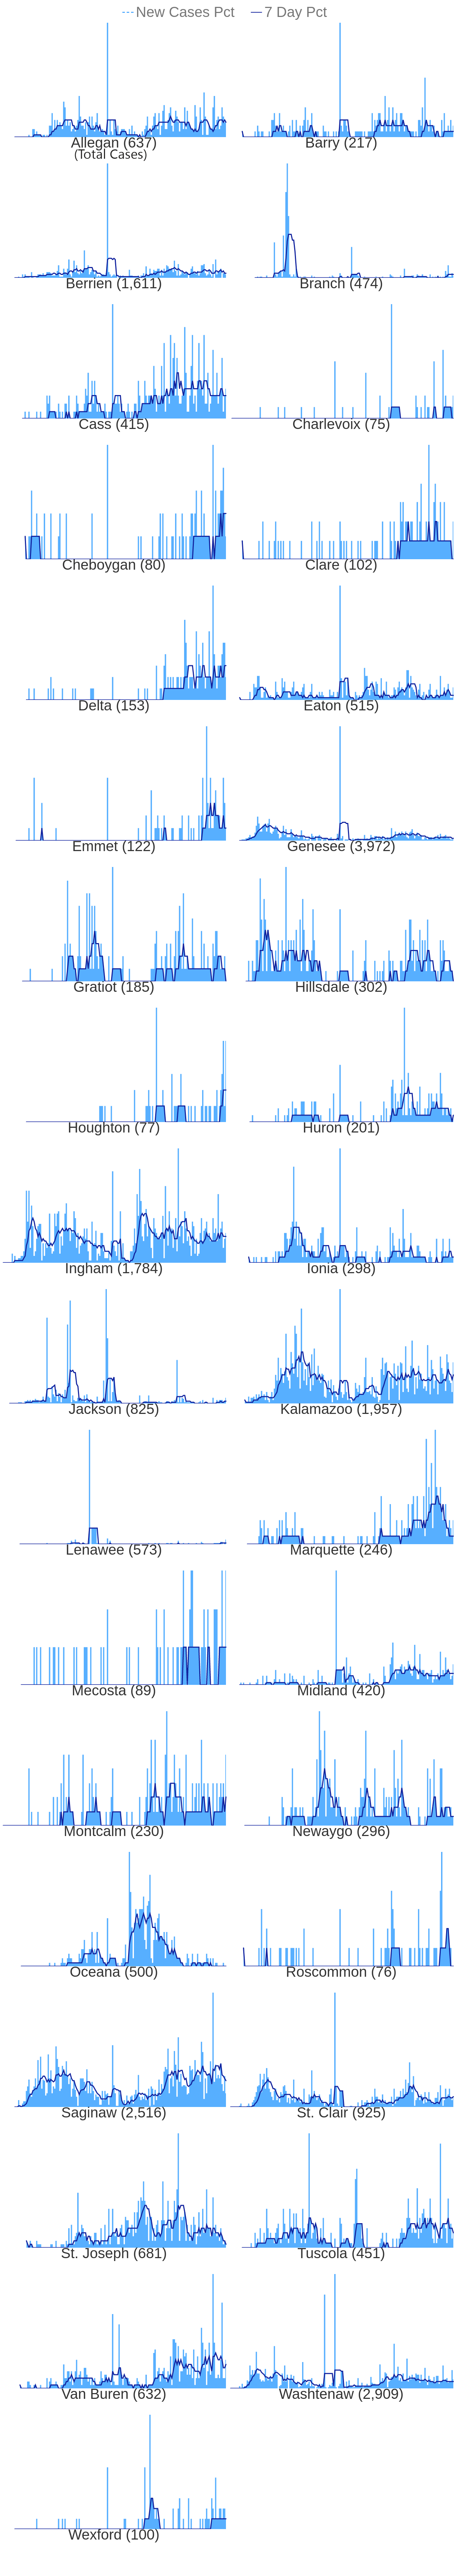 New Cases Pct 7 Day Pct
Allegan (637) Barry (217)
(Total Cases)
Berrien (1,611) Branch (474)
Cass (415) Charlevoix (75)
Cheboygan (80) Clare (102)
Delta (153) Eaton (515)
Emmet (122) Genesee (3,972)
Gratiot (185) Hillsdale (302)
Houghton (77) Huron (201)
Ingham (1,784) Ionia (298)
Jackson (825) Kalamazoo (1,957)
Lenawee (573) Marquette (246)
Mecosta (89) Midland (420)
Montcalm (230) Newaygo (296)
Oceana (500) Roscommon (76)
Saginaw (2,516) St. Clair (925)
St. Joseph (681) Tuscola (451)
Van Buren (632) Washtenaw (2,909)
Wexford (100)